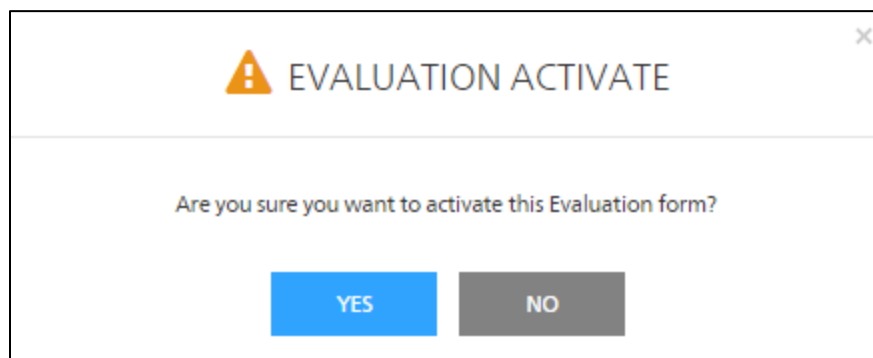 EVALUATION ACTIVATE
Are you sure you want to activate this Evaluation form?
YES
NO